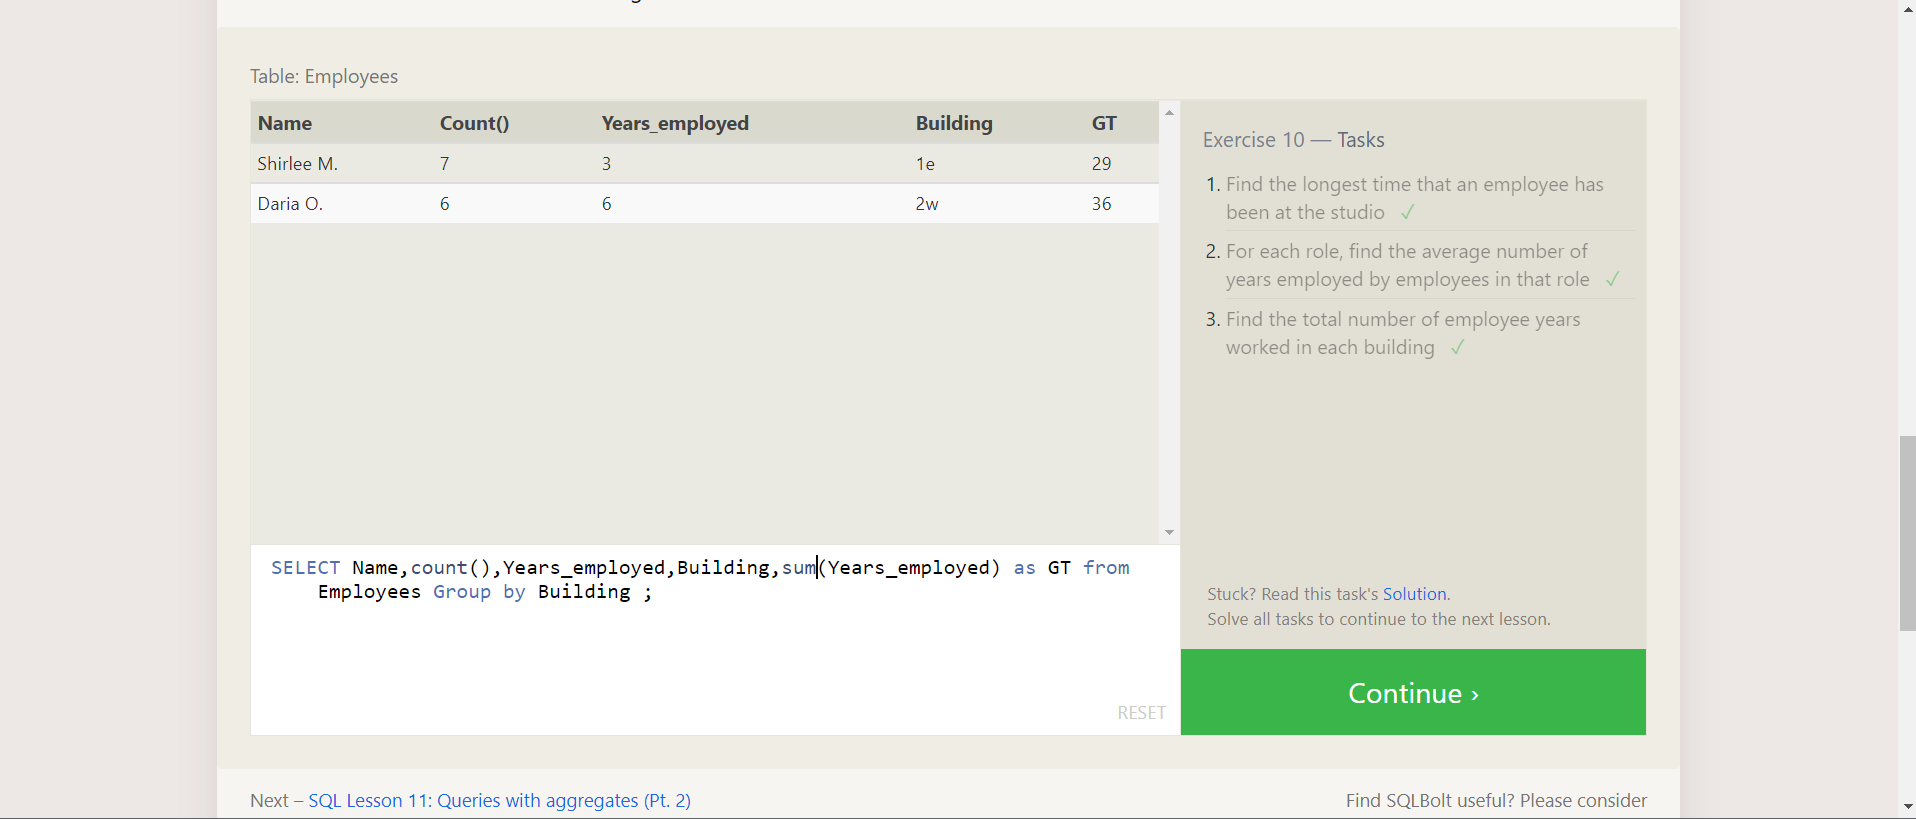 Table: Employees
Name Count() Years_employed Building GT
Shirlee M. 7 3 1e 29
Daria O. 6 6 2w 36
SELECT Name,count(),Years_employed,Building,sum(Years_employed) as GT from
Employees Group by Building ;
RESET
Exercise 10 — Tasks
1. Find the longest time that an employee has
been at the studio ✓
2. For each role, find the average number of
years employed by employees in that role ✓
3. Find the total number of employee years
worked in each building ✓
Stuck? Read this task's Solution.
Solve all tasks to continue to the next lesson.
Continue ›
Next – SQL Lesson 11: Queries with aggregates (Pt. 2)
Find SQLBolt useful? Please consider